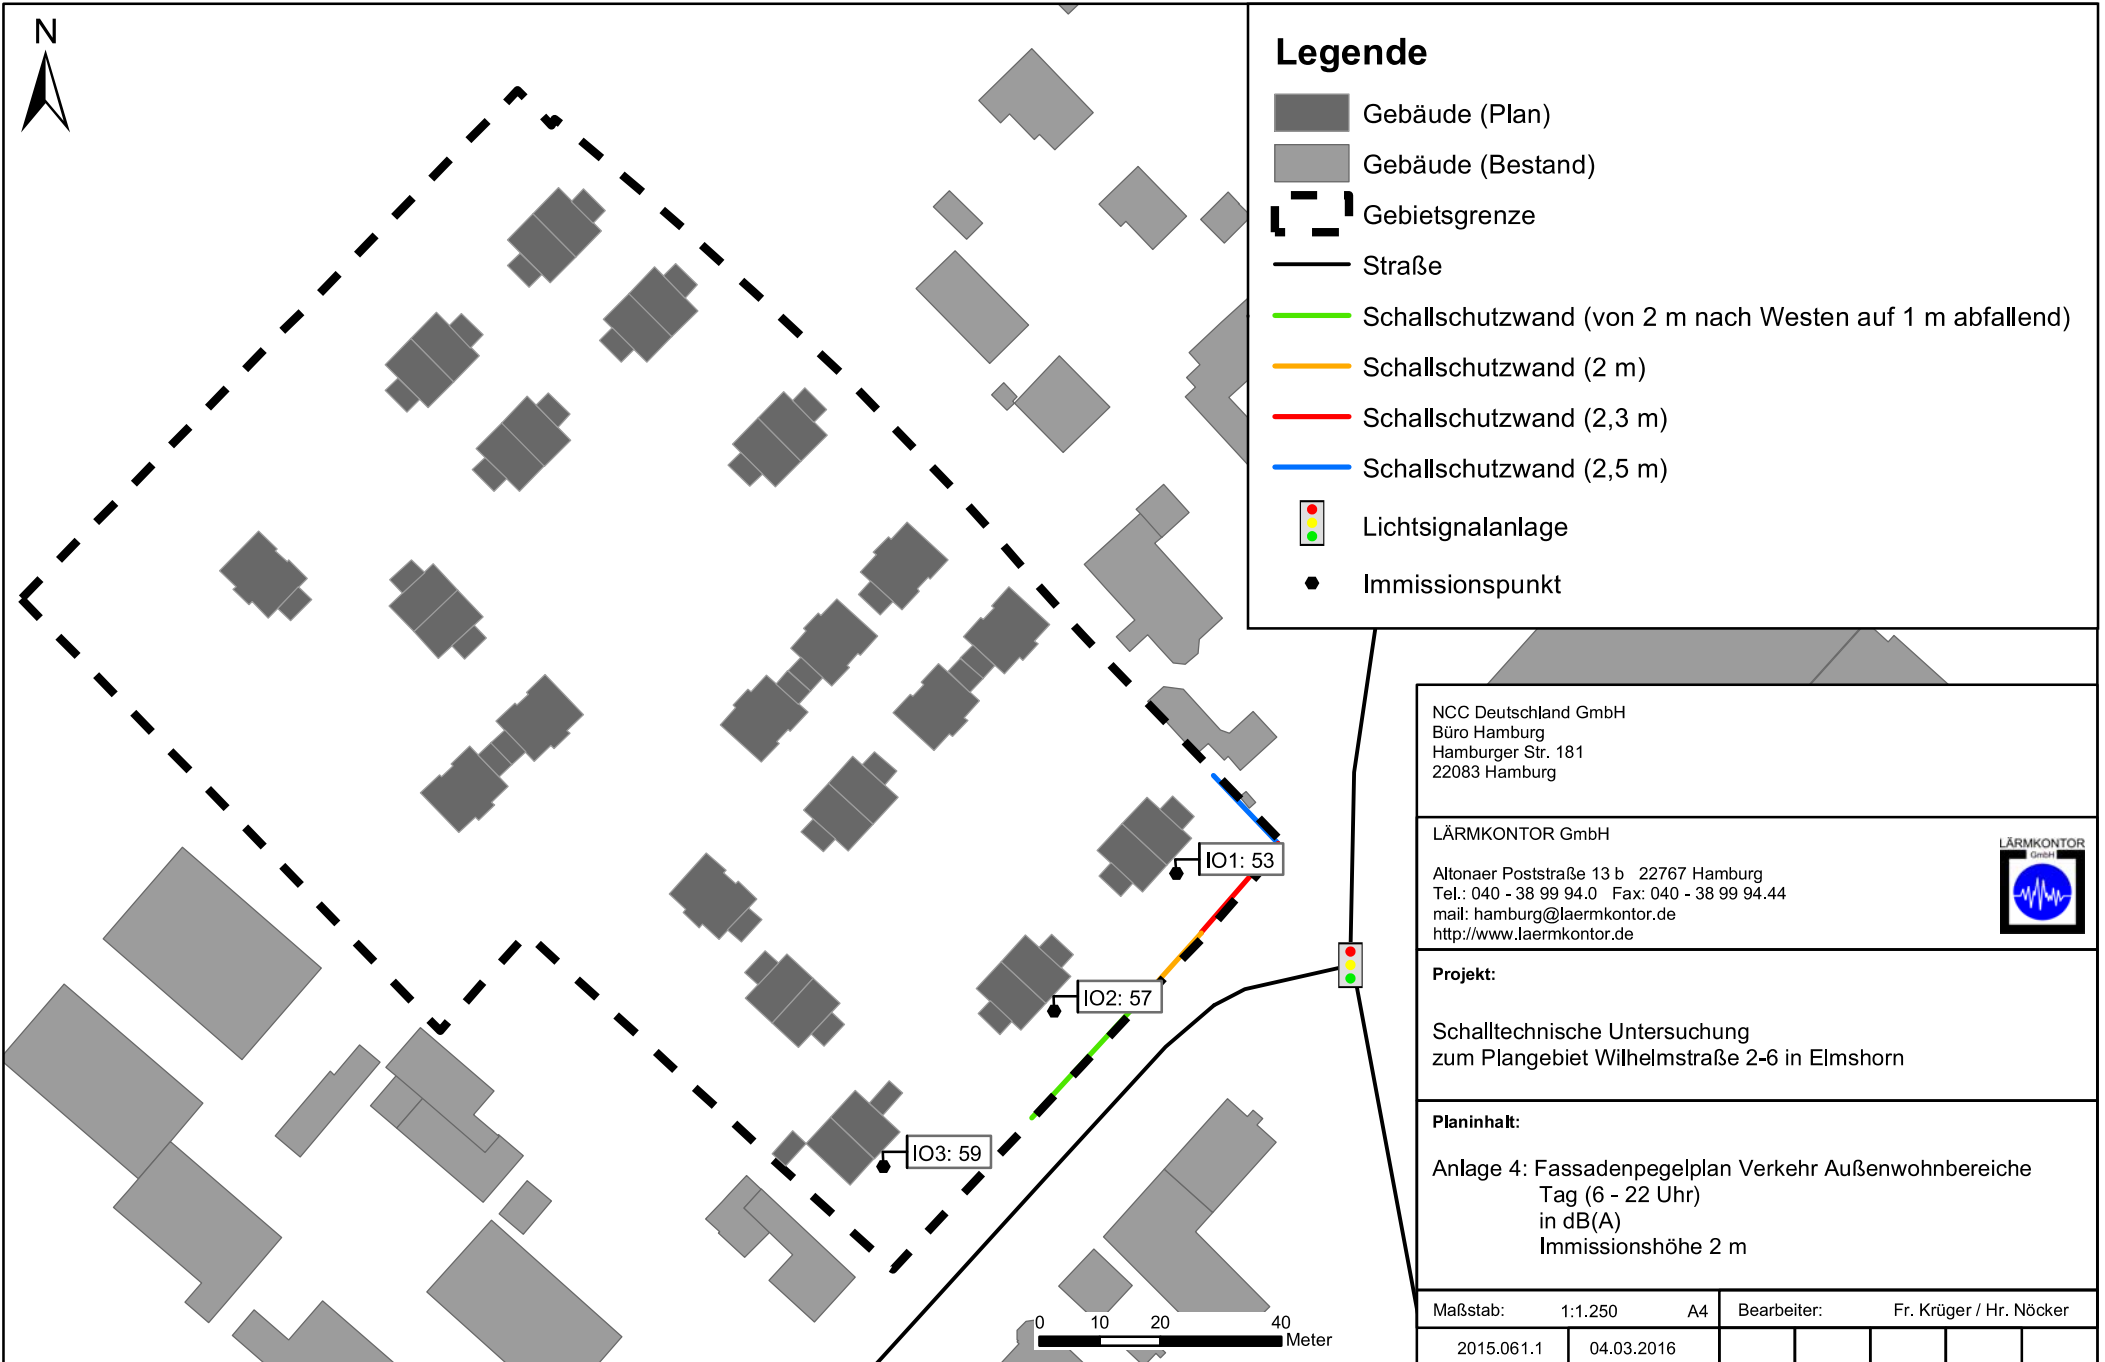 N
Legende
Gebäude (Plan)
Gebäude (Bestand)
Gebietsgrenze
Straße
Schallschutzwand (von 2 m nach Westen auf 1 m abfallend)
Schallschutzwand (2 m)
Schallschutzwand (2,3 m)
Schallschutzwand (2,5 m)
Lichtsignalanlage
Immissionspunkt
IO1: 53
IO2: 57
IO3: 59
0 10 20 40
Meter
NCC Deutschland GmbH
Büro Hamburg
Hamburger Str. 181
22083 Hamburg
LÄRMKONTOR GmbH
Altonaer Poststraße 13 b 22767 Hamburg
Tel.: 040 - 38 99 94.0 Fax: 040 - 38 99 94.44
mail: hamburg@laermkontor.de
http://www.laermkontor.de
LÄRMKONTOR
GmbH
Projekt:
Schalltechnische Untersuchung
zum Plangebiet Wilhelmstraße 2-6 in Elmshorn
Planinhalt:
Anlage 4: Fassadenpegelplan Verkehr Außenwohnbereiche
Tag (6 - 22 Uhr)
in dB(A)
Immissionshöhe 2 m
Maßstab: 1:1.250 A4 Bearbeiter: Fr. Krüger / Hr. Nöcker
2015.061.1 04.03.2016